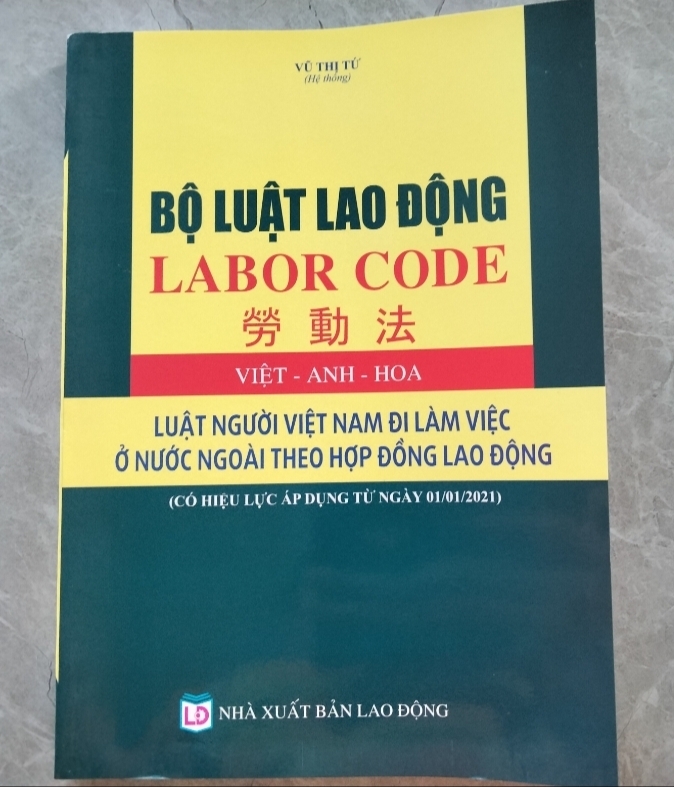 VŨ THỊ TỨ
(Hệ thống)
BỘ LUẬT LAO ĐỘNG
LABOR CODE
勞動法
VIỆT - ANH - HOA
LUẬT NGƯỜI VIỆT NAM ĐI LÀM VIỆC
Ở NƯỚC NGOÀI THEO HỢP ĐỒNG LAO ĐỘNG
(CÓ HIỆU LỰC ÁP DỤNG TỪ NGÀY 01/01/2021)
LĐ NHÀ XUẤT BẢN LAO ĐỘNG